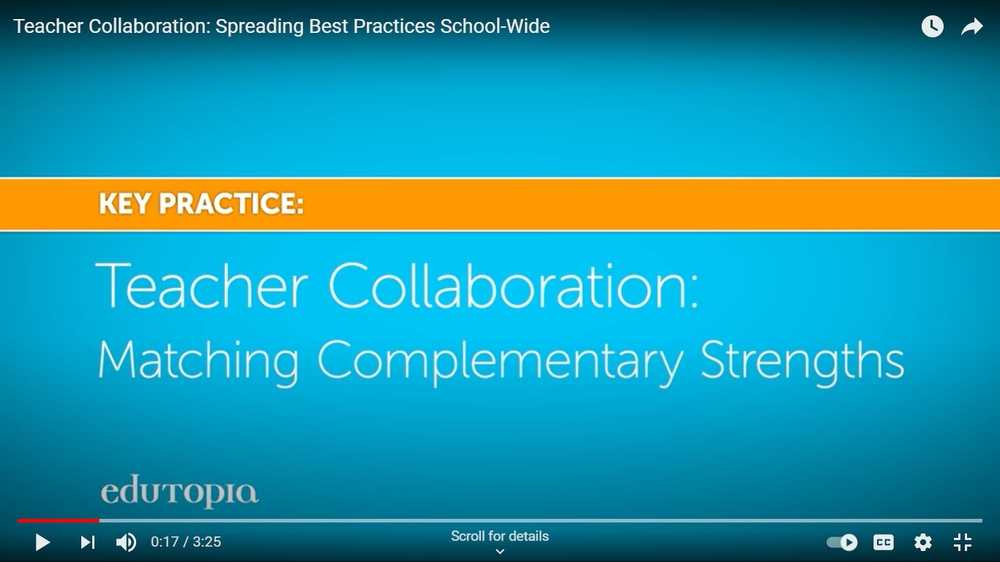 Teacher Collaboration: Spreading Best Practices School-Wide
KEY PRACTICE:
Teacher Collaboration:
Matching Complementary Strengths
edutopia
0:17 / 3:25
Scroll for details
CC